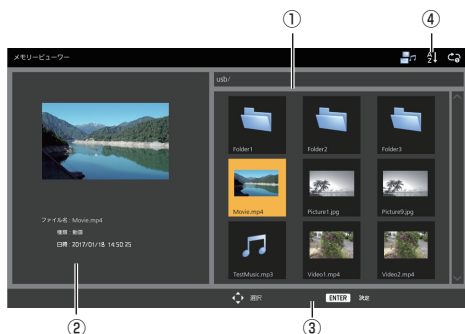 ① ④
メモリービューワー
usb/
Folder1 Folder2 Folder3
Movie.mp4 Picture1.jpg Picture9.jpg
ファイル名 : Movie.mp4
種類 : 動画
日時 : 2017/01/18 14:50:25
TestMusic.mp3 Video1.mp4 Video2.mp4
選択 ENTER 決定
② ③